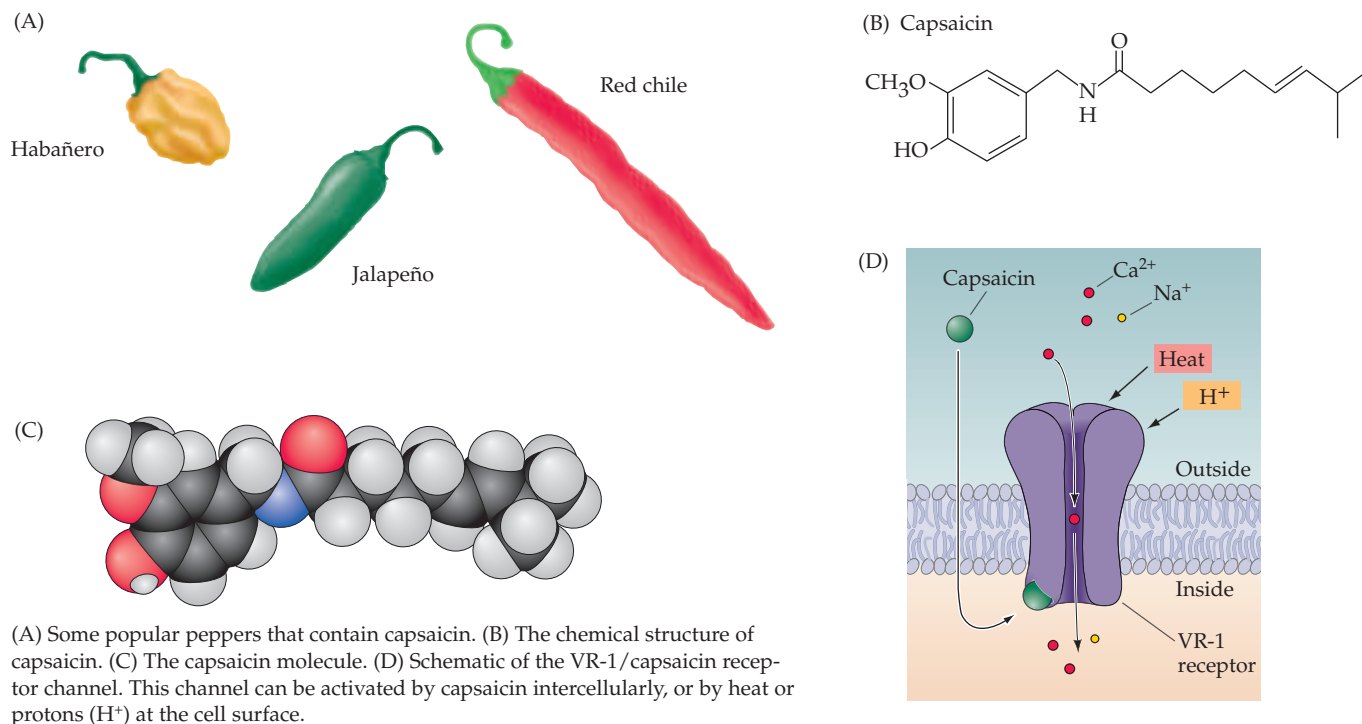 (A)
Habañero
Jalapeño
Red chile
(B) Capsaicin
O
CH₃O
N
H
HO
(C)
(D)
Capsaicin
Ca²⁺
Na⁺
Heat
H⁺
Outside
Inside
VR-1
receptor
(A) Some popular peppers that contain capsaicin. (B) The chemical structure of
capsaicin. (C) The capsaicin molecule. (D) Schematic of the VR-1/capsaicin recep-
tor channel. This channel can be activated by capsaicin intercellularly, or by heat or
protons (H⁺) at the cell surface.